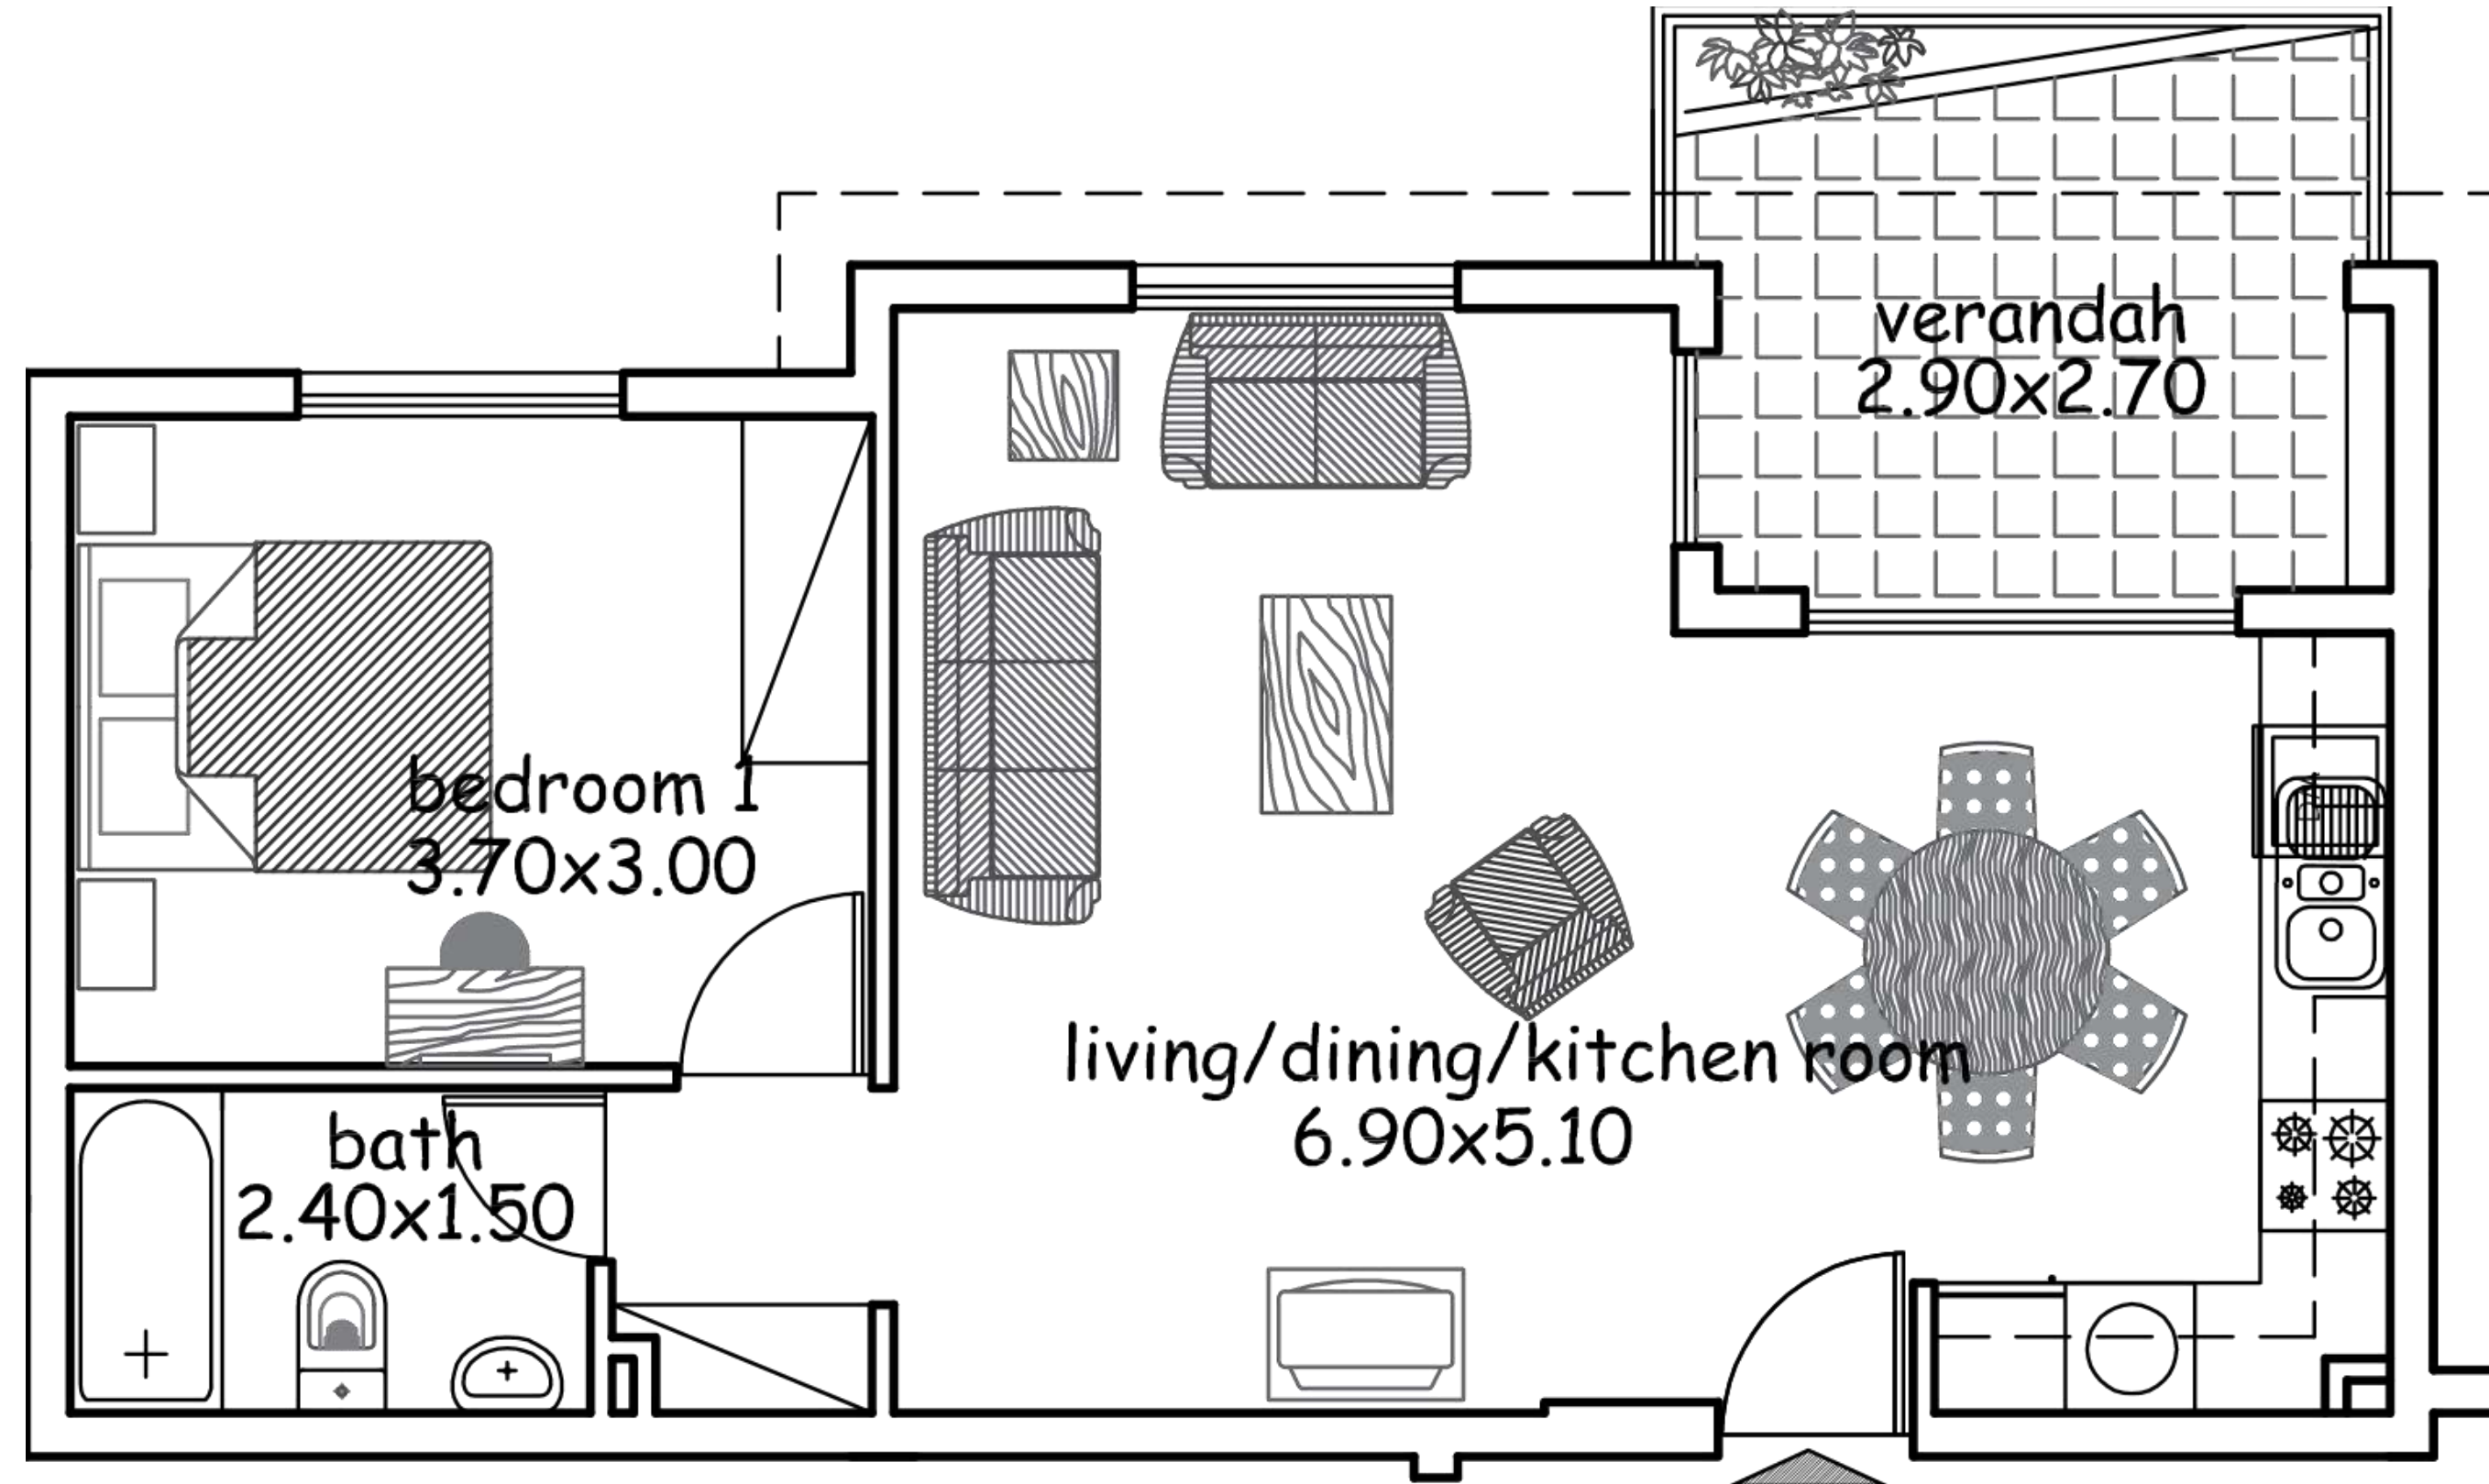 verandah
2.90x2.70
bedroom 1
3.70x3.00
living/dining/kitchen room
6.90x5.10
bath
2.40x1.50